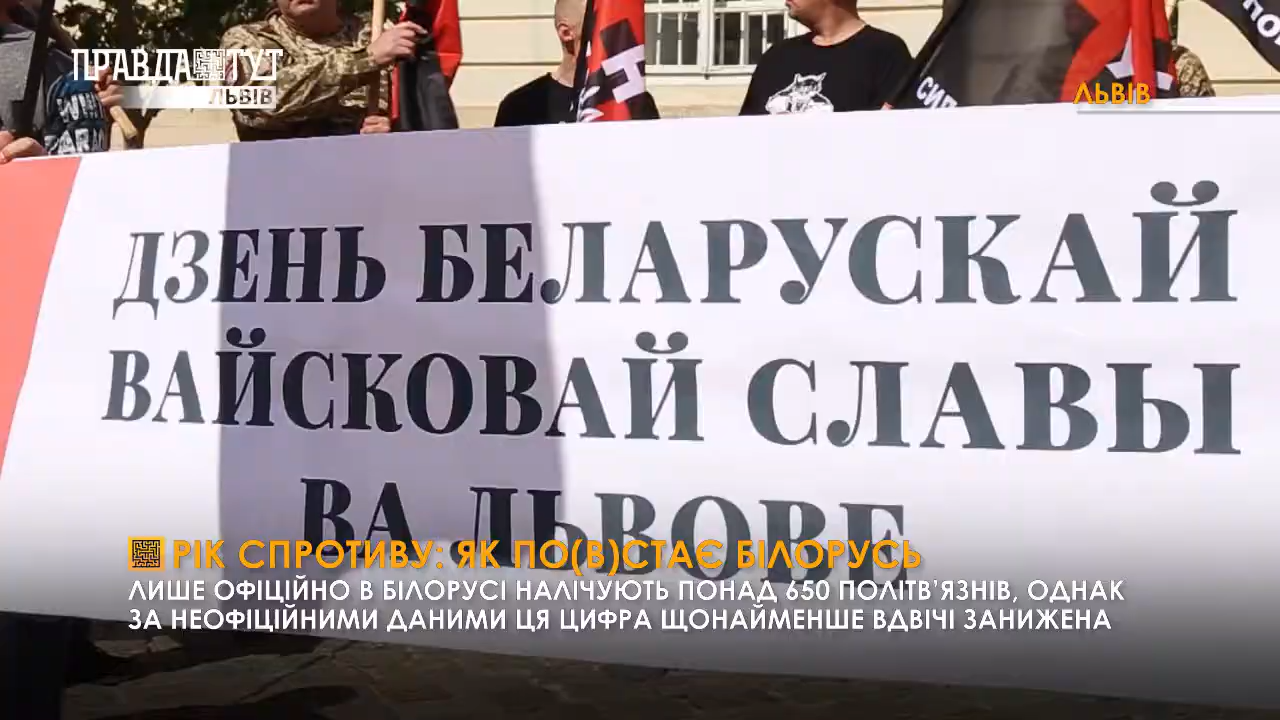 ПРАВДА ТУТ
ЛЬВІВ
ЛЬВІВ
ДЗЕНЬ БЕЛАРУСКАЙ
ВАЙСКОВАЙ СЛАВЫ
ВА ЛЬВОВЕ
РІК СПРОТИВУ: ЯК ПО(В)СТАЄ БІЛОРУСЬ
ЛИШЕ ОФІЦІЙНО В БІЛОРУСІ НАЛІЧУЮТЬ ПОНАД 650 ПОЛІТВ'ЯЗНІВ, ОДНАК
ЗА НЕОФІЦІЙНИМИ ДАНИМИ ЦЯ ЦИФРА ЩОНАЙМЕНШЕ ВДВІЧІ ЗАНИЖЕНА